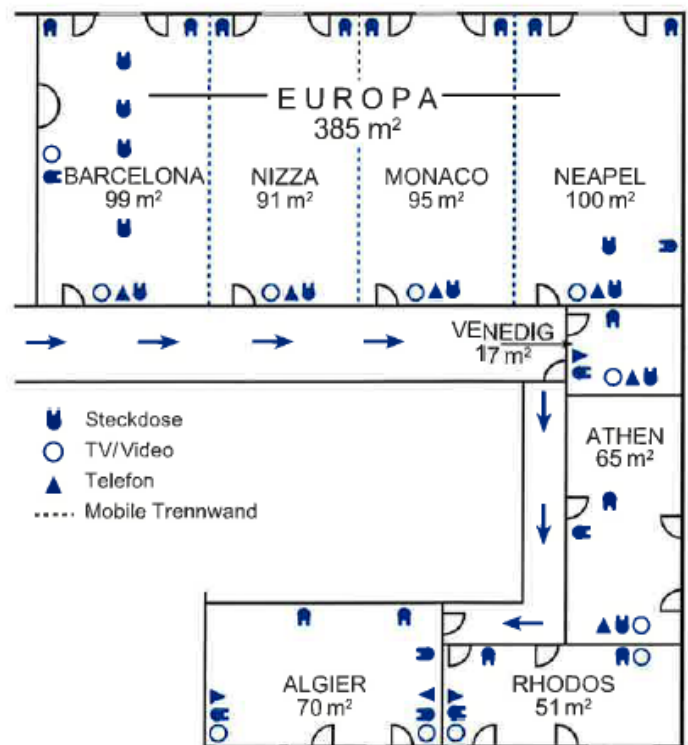 EUROPA
385 m²
BARCELONA
99 m²
NIZZA
91 m²
MONACO
95 m²
NEAPEL
100 m²
VENEDIG
17 m²
Steckdose
TV/Video
Telefon
Mobile Trennwand
ATHEN
65 m²
ALGIER
70 m²
RHODOS
51 m²